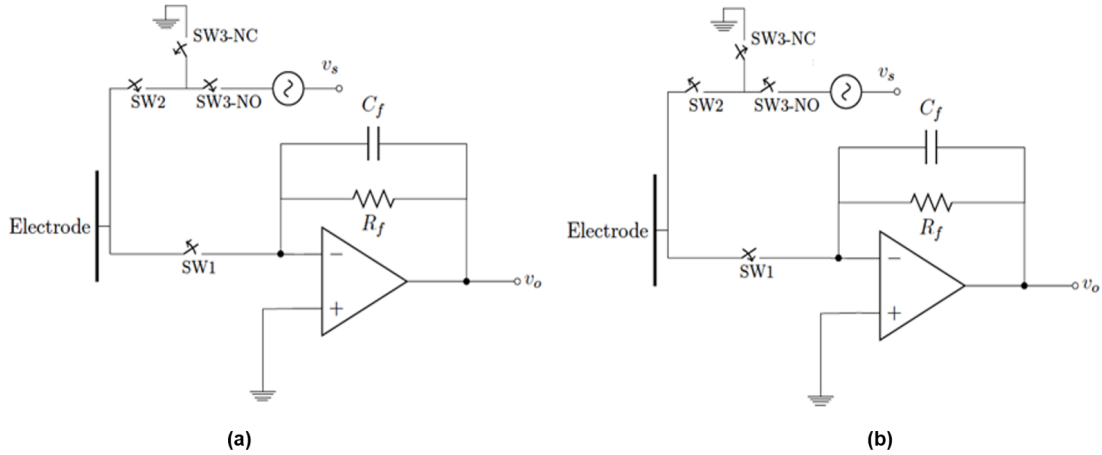 SW3-NC
v_s
SW2
SW3-NO
C_f
R_f
Electrode
SW1
−
+
v_o
(a)
SW3-NC
v_s
SW2
SW3-NO
C_f
R_f
Electrode
SW1
−
+
v_o
(b)